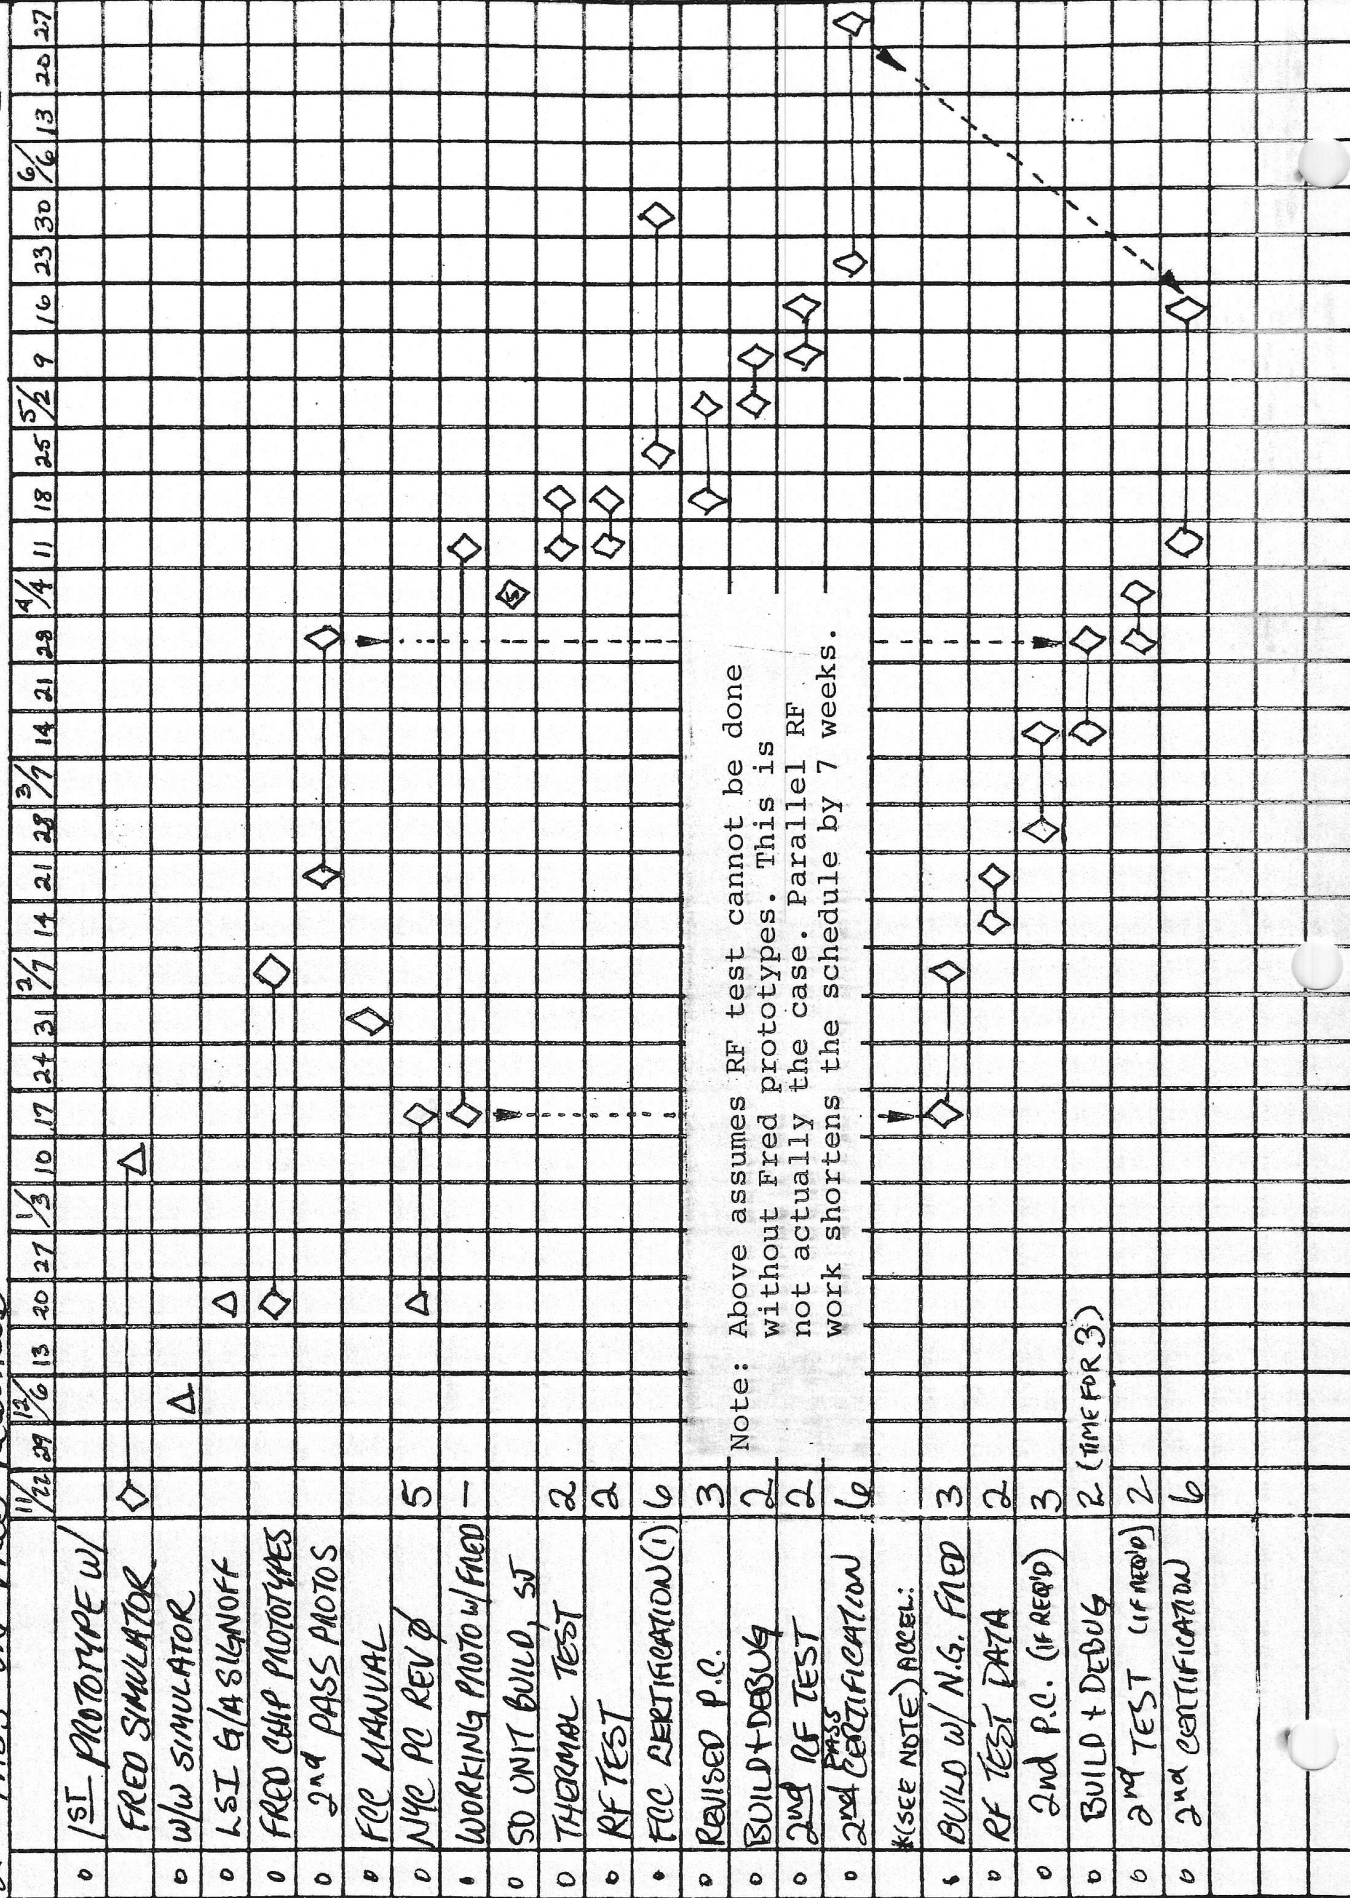 11/22 29 12/6 13 20 27 1/3 10 17 24 31 2/7 14 21 28 3/7 14 21 28 4/4 11 18 25 5/2 9 16 23 30 6/6 13 20 27
1ST PROTOTYPE W/
FRED SIMULATOR
W/W SIMULATOR
LSI G/A SIGNOFF
FRED CHIP PROTOTYPES
2nd PASS PROTOS
FCC MANUAL
NYC PC REV Ø 5
WORKING PROTO W/ FRED –
50 UNIT BUILD, SJ
THERMAL TEST 2
RF TEST 2
FCC CERTIFICATION (1) 6
REVISED P.C. 3
BUILD + DEBUG 2
2nd RF TEST 2
2nd PASS CERTIFICATION 6
Note: Above assumes RF test cannot be done
without Fred prototypes. This is
not actually the case. Parallel RF
work shortens the schedule by 7 weeks.
*(SEE NOTE) ACCEL:
BUILD W/ N.G. FRED 3
RF TEST DATA 2
2nd P.C. (IF REQ'D) 3
BUILD + DEBUG 2 (TIME FOR 3)
2nd TEST (IF REQ'D) 2
2nd CERTIFICATION 6